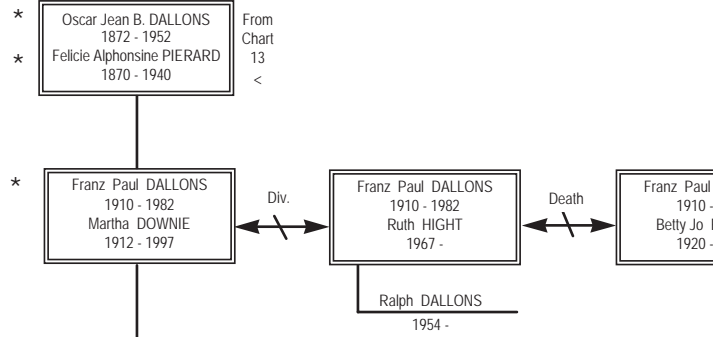 *
Oscar Jean B. DALLONS
1872 - 1952
*
Felicie Alphonsine PIERARD
1870 - 1940
From
Chart
13
<
*
Franz Paul DALLONS
1910 - 1982
Martha DOWNIE
1912 - 1997
Div.
Franz Paul DALLONS
1910 - 1982
Ruth HIGHT
1967 -
Death
Franz Paul
1910 -
Betty Jo
1920 -
Ralph DALLONS
1954 -